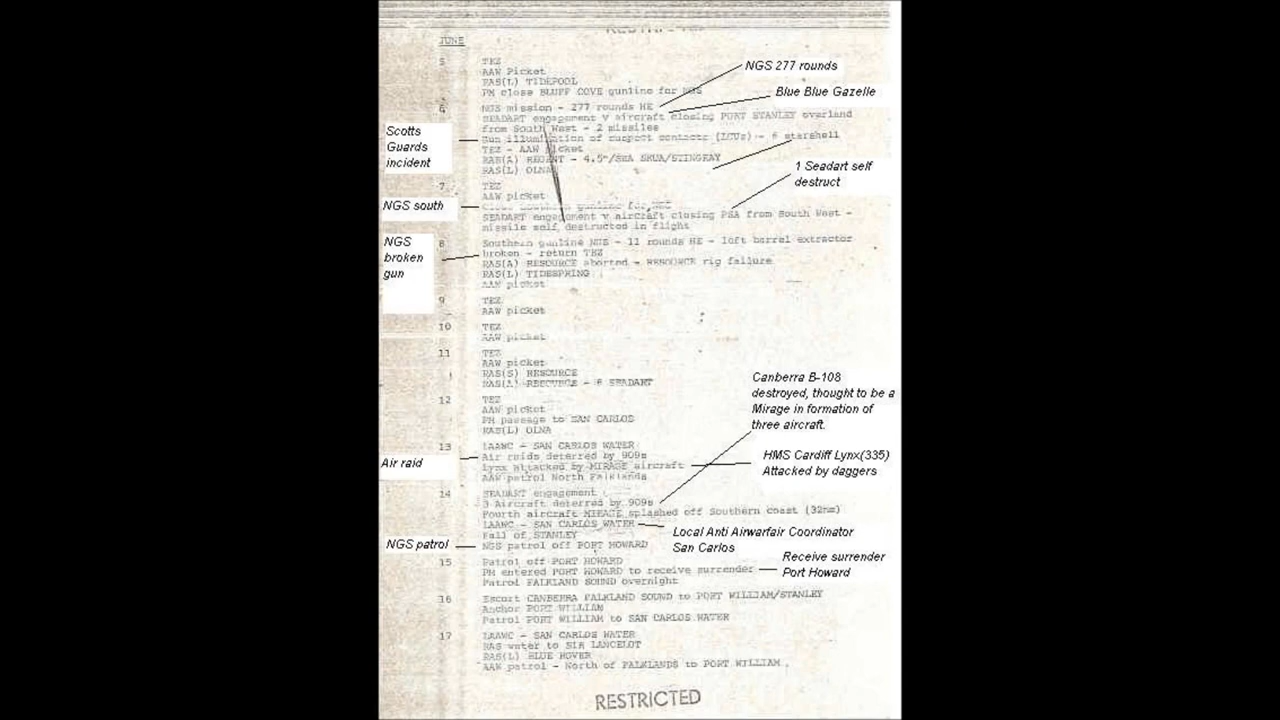 JUNE
5 TEZ
AAW Picket
RAS(L) TIDEPOOL
PM close BLUFF COVE gunline for NGS
NGS 277 rounds
6 NGS mission - 277 rounds HE
Blue Blue Gazelle
SEADART engagement v aircraft closing PORT STANLEY overland
from South West - 2 missiles
Scotts
Guards
incident
Gun illumination of suspect contacts (LCUs) - 6 starshell
TEZ - AAW picket
RAS(A) REGENT - 4.5"/SEA SKUA/STINGRAY
RAS(L) OLNA
1 Seadart self
destruct
7 TEZ
AAW picket
NGS south
gunline for NGS
SEADART engagement v aircraft closing PSA from South West -
missile self destructed in flight
NGS
broken
gun
8 Southern gunline NGS - 11 rounds HE - loft barrel extractor
broken - return TEZ
RAS(A) RESOURCE aborted - RESOURCE rig failure
RAS(L) TIDESPRING
AAW picket
9 TEZ
AAW picket
10 TEZ
AAW picket
11 TEZ
AAW picket
RAS(S) RESOURCE
RAS(A) RESOURCE - 6 SEADART
12 TEZ
AAW picket
PM passage to SAN CARLOS
RAS(L) OLNA
Canberra B-108
destroyed, thought to be a
Mirage in formation of
three aircraft.
13 LAAWC - SAN CARLOS WATER
Air raid
Air raids deterred by 909s
Lynx attacked by MIRAGE aircraft
AAW patrol North Falklands
HMS Cardiff Lynx(335)
Attacked by daggers
14 SEADART engagement
3 Aircraft deterred by 909s
Fourth aircraft MIRAGE splashed off Southern coast (32nm)
LAAWC - SAN CARLOS WATER
Fall of STANLEY
NGS patrol
NGS patrol off PORT HOWARD
Local Anti Airwarfair Coordinator
San Carlos
15 Patrol off PORT HOWARD
PM entered PORT HOWARD to receive surrender
Patrol FALKLAND SOUND overnight
Receive surrender
Port Howard
16 Escort CANBERRA FALKLAND SOUND to PORT WILLIAM/STANLEY
Anchor PORT WILLIAM
Patrol PORT WILLIAM to SAN CARLOS WATER
17 LAAWC - SAN CARLOS WATER
RAS water to SIR LANCELOT
RAS(L) BLUE ROVER
AAW patrol - North of FALKLANDS to PORT WILLIAM.
RESTRICTED